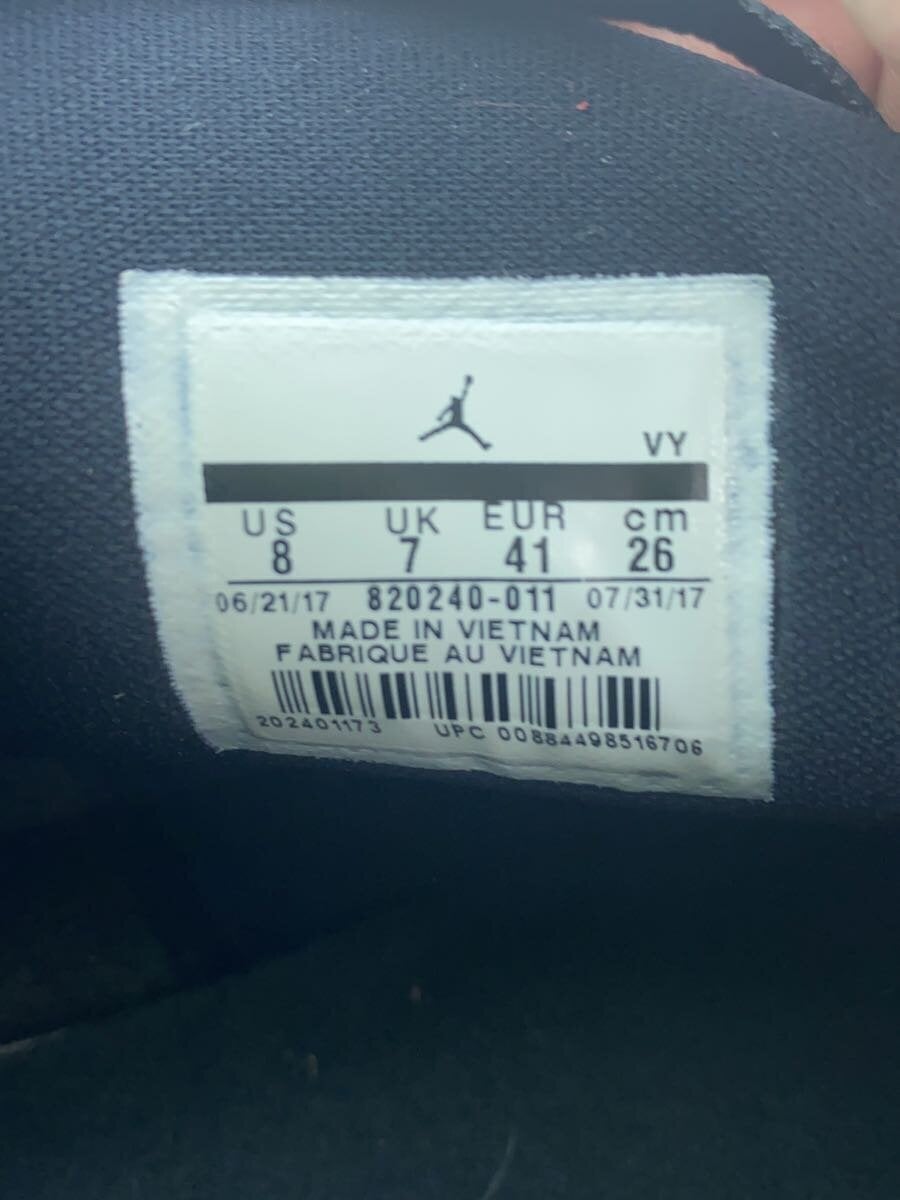 VY
US UK EUR cm
8 7 41 26
06/21/17 820240-011 07/31/17
MADE IN VIETNAM
FABRIQUE AU VIETNAM
202401173 UPC 00884498516706